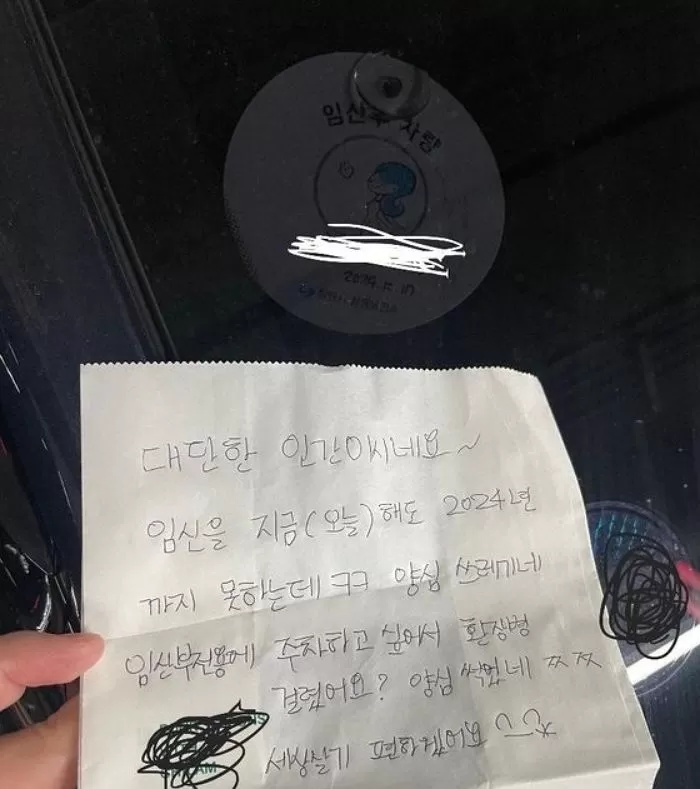 임산부 사랑
대단한 인간이시네요~
임신을 지금(오늘)해도 2024년
까지 못하는데 ㅋㅋ 양심 쓰레기네
임산부전용에 주차하고 싶어서 환장병
걸렸어요? 양심 썩었네 ㅉㅉ
세상살기 편하겠어요